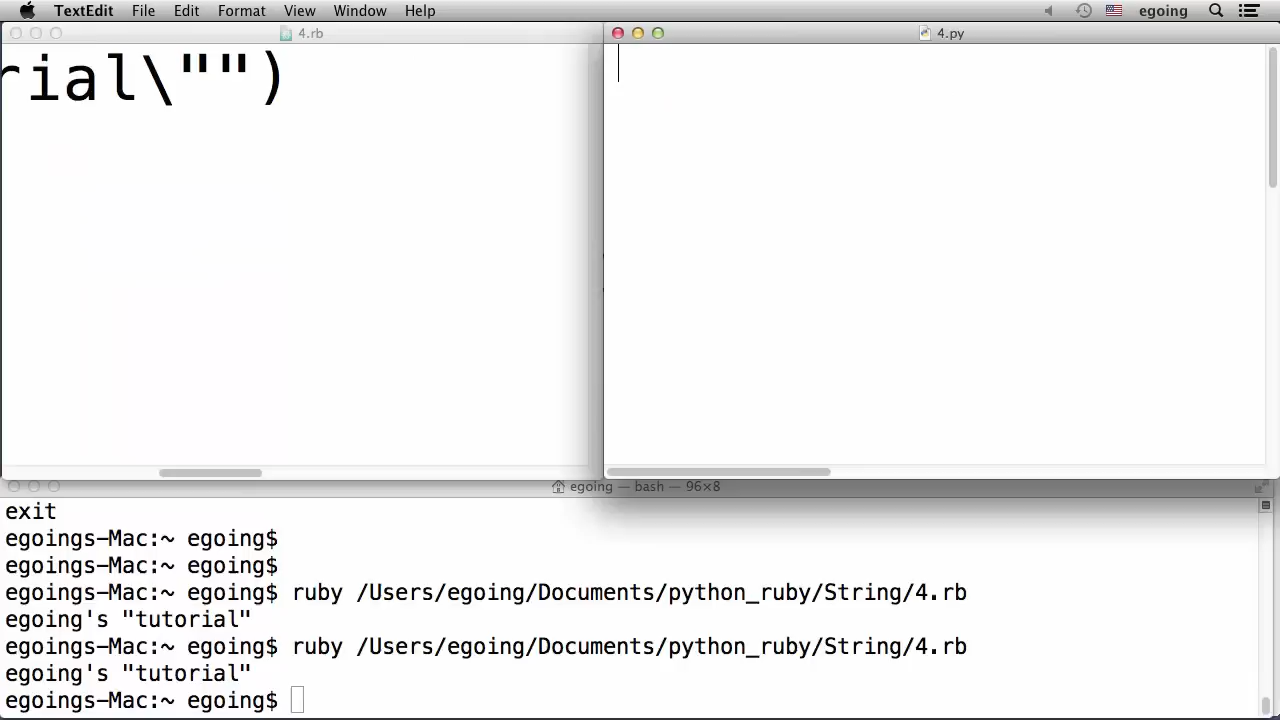 TextEdit File Edit Format View Window Help egoing
4.rb
4.py
rial\"")
egoing — bash — 96×8
exit
egoings-Mac:~ egoing$
egoings-Mac:~ egoing$
egoings-Mac:~ egoing$ ruby /Users/egoing/Documents/python_ruby/String/4.rb
egoing's "tutorial"
egoings-Mac:~ egoing$ ruby /Users/egoing/Documents/python_ruby/String/4.rb
egoing's "tutorial"
egoings-Mac:~ egoing$